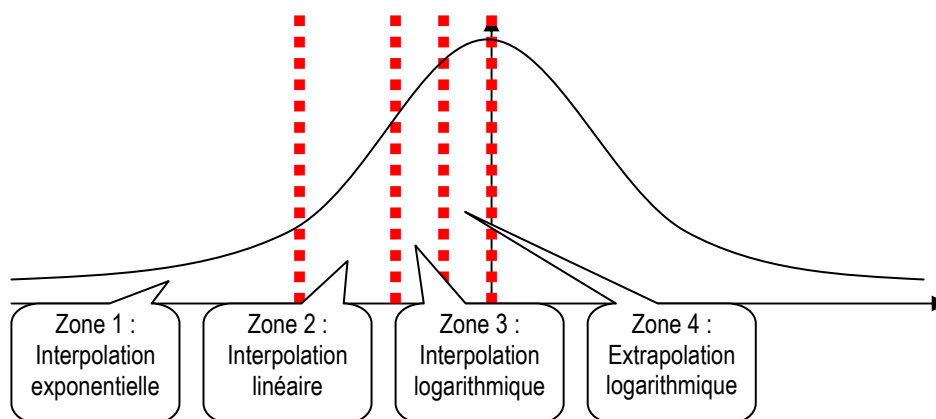 Zone 1 :
Interpolation
exponentielle
Zone 2 :
Interpolation
linéaire
Zone 3 :
Interpolation
logarithmique
Zone 4 :
Extrapolation
logarithmique